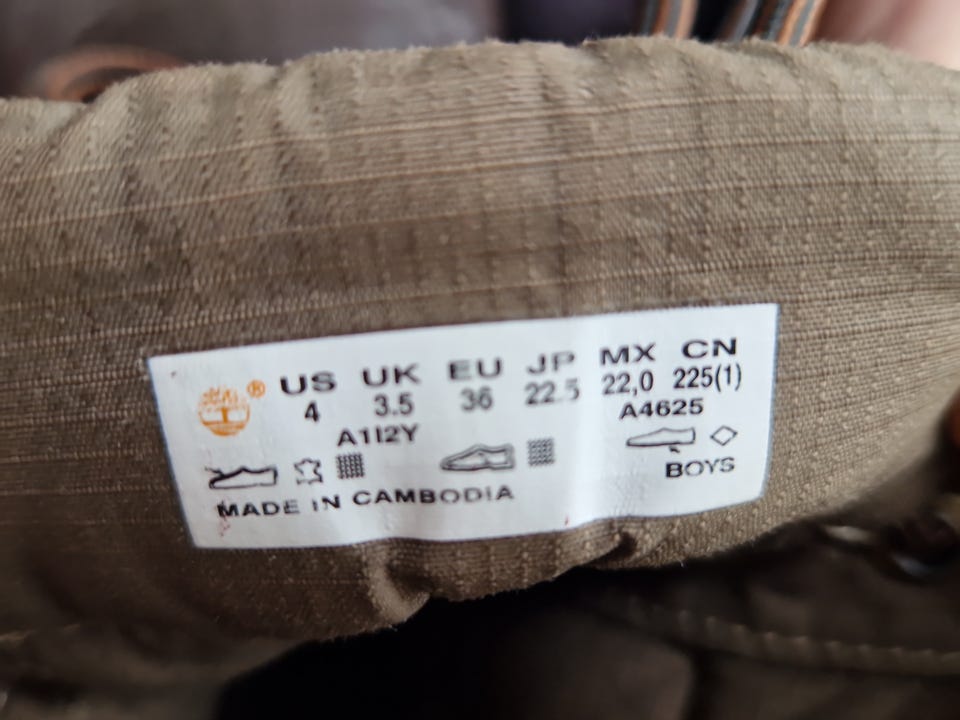 ® US UK EU JP MX CN
4 3.5 36 22.5 22,0 225(1)
A1I2Y A4625
BOYS
MADE IN CAMBODIA